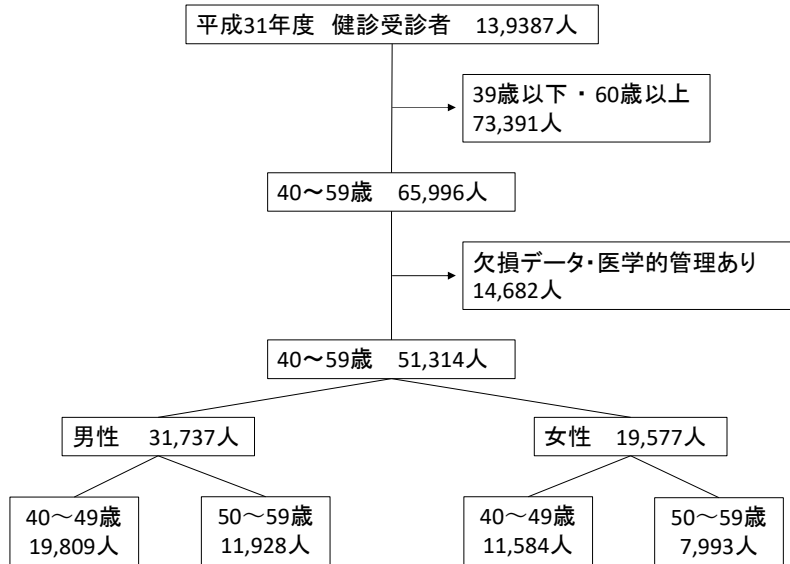 平成31年度　健診受診者　13,9387人
39歳以下・60歳以上
73,391人
40～59歳　65,996人
欠損データ・医学的管理あり
14,682人
40～59歳　51,314人
男性　31,737人
女性　19,577人
40～49歳
19,809人
50～59歳
11,928人
40～49歳
11,584人
50～59歳
7,993人